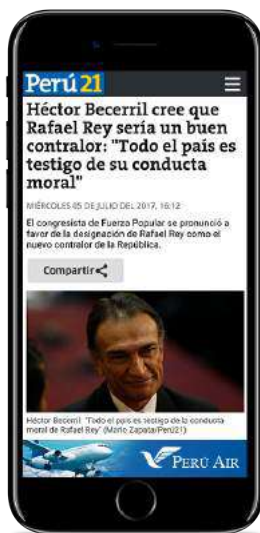 Perú21
Héctor Becerril cree que
Rafael Rey sería un buen
contralor: "Todo el país es
testigo de su conducta
moral"
MIÉRCOLES 05 DE JULIO DEL 2017, 16:12
El congresista de Fuerza Popular se pronunció a
favor de la designación de Rafael Rey como el
nuevo contralor de la República.
Compartir
Héctor Becerril: "Todo el país es testigo de la conducta
moral de Rafael Rey" (Mario Zapata/Perú21)
PERÚ AIR